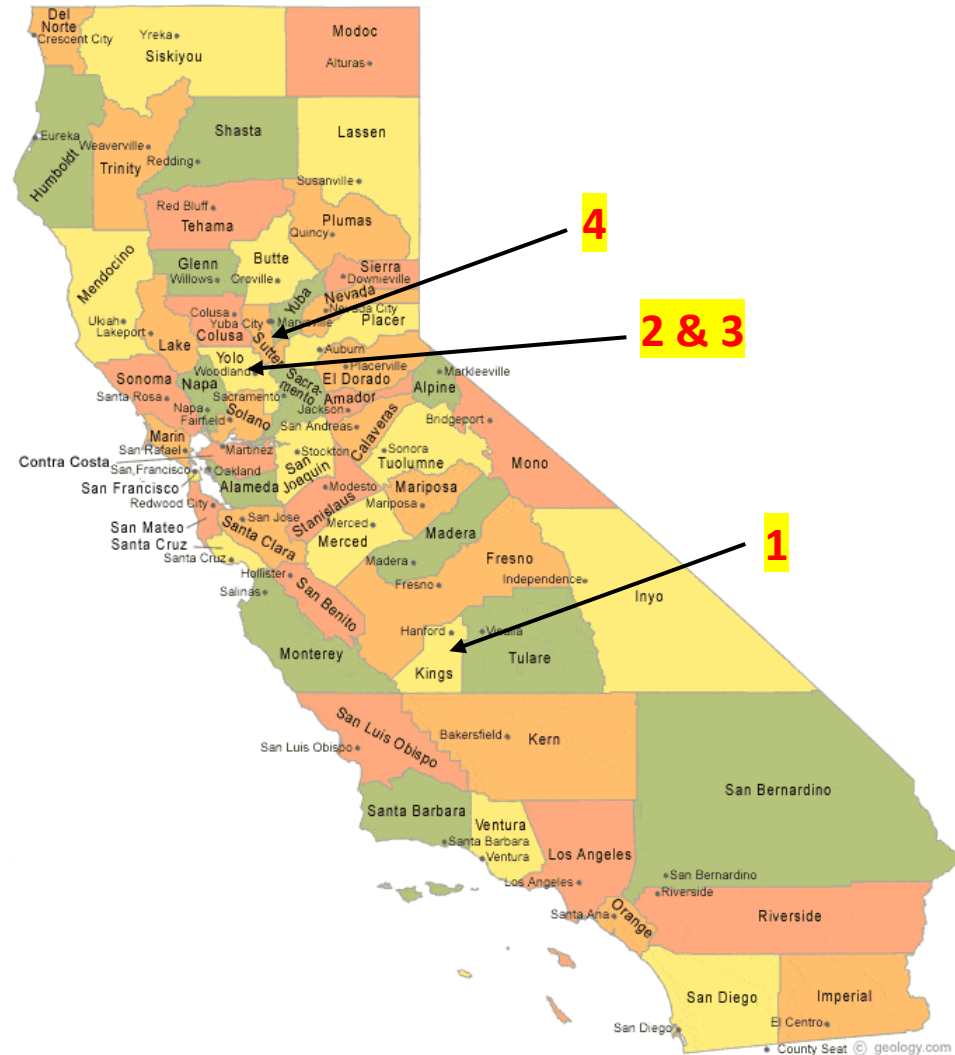 Del
Norte
Crescent City
Yreka
Siskiyou
Modoc
Alturas
Eureka
Humboldt
Weaverville
Trinity
Shasta
Redding
Lassen
Susanville
Red Bluff
Tehama
Plumas
Quincy
4
Mendocino
Glenn
Willows
Butte
Oroville
Sierra
Downieville
Yuba
Nevada
Nevada City
Colusa
Colusa
Yuba City
Marysville
Placer
Ukiah
Lakeport
Lake
Sutter
Auburn
2 & 3
Yolo
Woodland
Placerville
El Dorado
Sonoma
Santa Rosa
Napa
Napa
Sacra-
mento
Sacramento
Markleeville
Alpine
Amador
Jackson
Solano
Fairfield
San Andreas
Calaveras
Bridgeport
Marin
San Rafael
Martinez
Contra Costa
Stockton
San
Joaquin
Sonora
Tuolumne
Mono
San Francisco
Oakland
San Francisco
Alameda
Modesto
Stanislaus
Mariposa
Mariposa
Redwood City
San Mateo
San Jose
Santa Clara
Merced
Merced
Madera
Madera
Santa Cruz
Santa Cruz
1
Fresno
Fresno
Independence
Inyo
Hollister
San Benito
Salinas
Monterey
Hanford
Kings
Visalia
Tulare
San Luis Obispo
San Luis Obispo
Bakersfield
Kern
San Bernardino
Santa Barbara
Santa Barbara
Ventura
Ventura
Los Angeles
Los Angeles
San Bernardino
Riverside
Riverside
Santa Ana
Orange
San Diego
San Diego
Imperial
El Centro
County Seat © geology.com